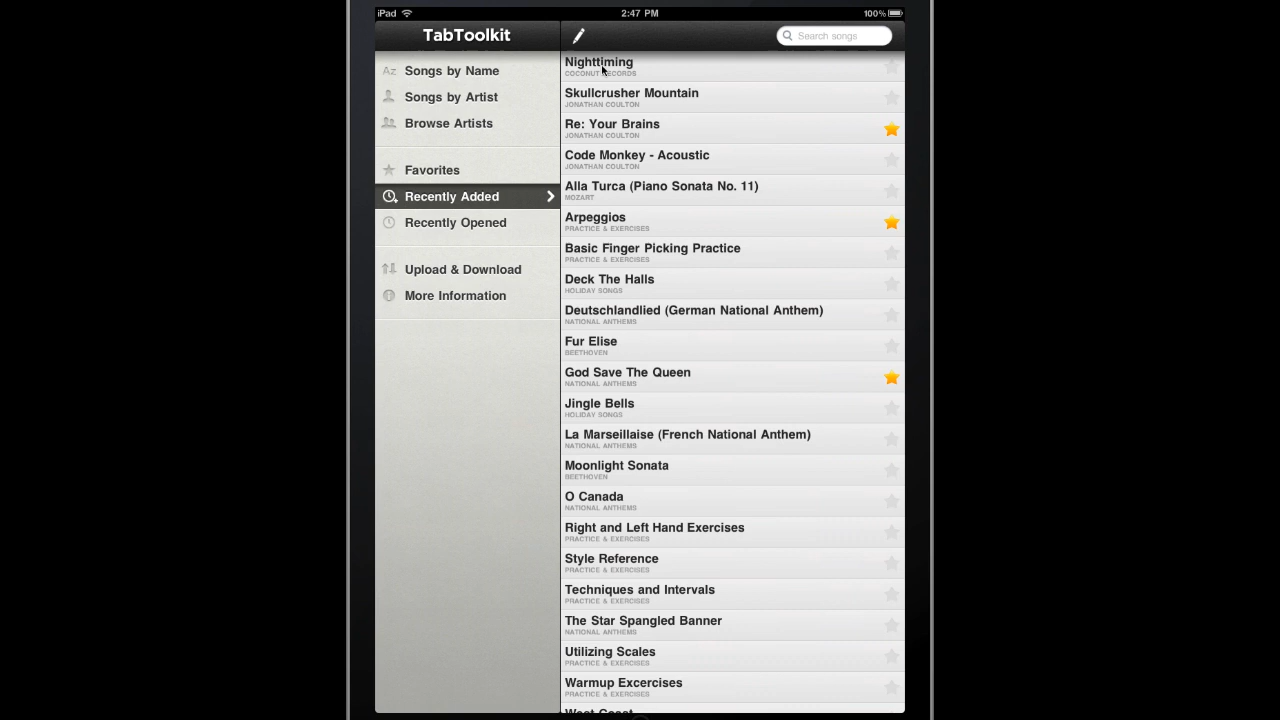 iPad
2:47 PM
100%
TabToolkit
Search songs
Az Songs by Name
Songs by Artist
Browse Artists
Favorites
Recently Added
Recently Opened
Upload & Download
More Information
Nighttiming
COCONUT RECORDS
Skullcrusher Mountain
JONATHAN COULTON
Re: Your Brains
JONATHAN COULTON
Code Monkey - Acoustic
JONATHAN COULTON
Alla Turca (Piano Sonata No. 11)
MOZART
Arpeggios
PRACTICE & EXERCISES
Basic Finger Picking Practice
PRACTICE & EXERCISES
Deck The Halls
HOLIDAY SONGS
Deutschlandlied (German National Anthem)
NATIONAL ANTHEMS
Fur Elise
BEETHOVEN
God Save The Queen
NATIONAL ANTHEMS
Jingle Bells
HOLIDAY SONGS
La Marseillaise (French National Anthem)
NATIONAL ANTHEMS
Moonlight Sonata
BEETHOVEN
O Canada
NATIONAL ANTHEMS
Right and Left Hand Exercises
PRACTICE & EXERCISES
Style Reference
PRACTICE & EXERCISES
Techniques and Intervals
PRACTICE & EXERCISES
The Star Spangled Banner
NATIONAL ANTHEMS
Utilizing Scales
PRACTICE & EXERCISES
Warmup Excercises
PRACTICE & EXERCISES
West Coast